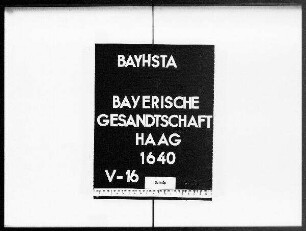 BAYHSTA
BAYERISCHE
GESANDTSCHAFT
HAAG
1640
V-16